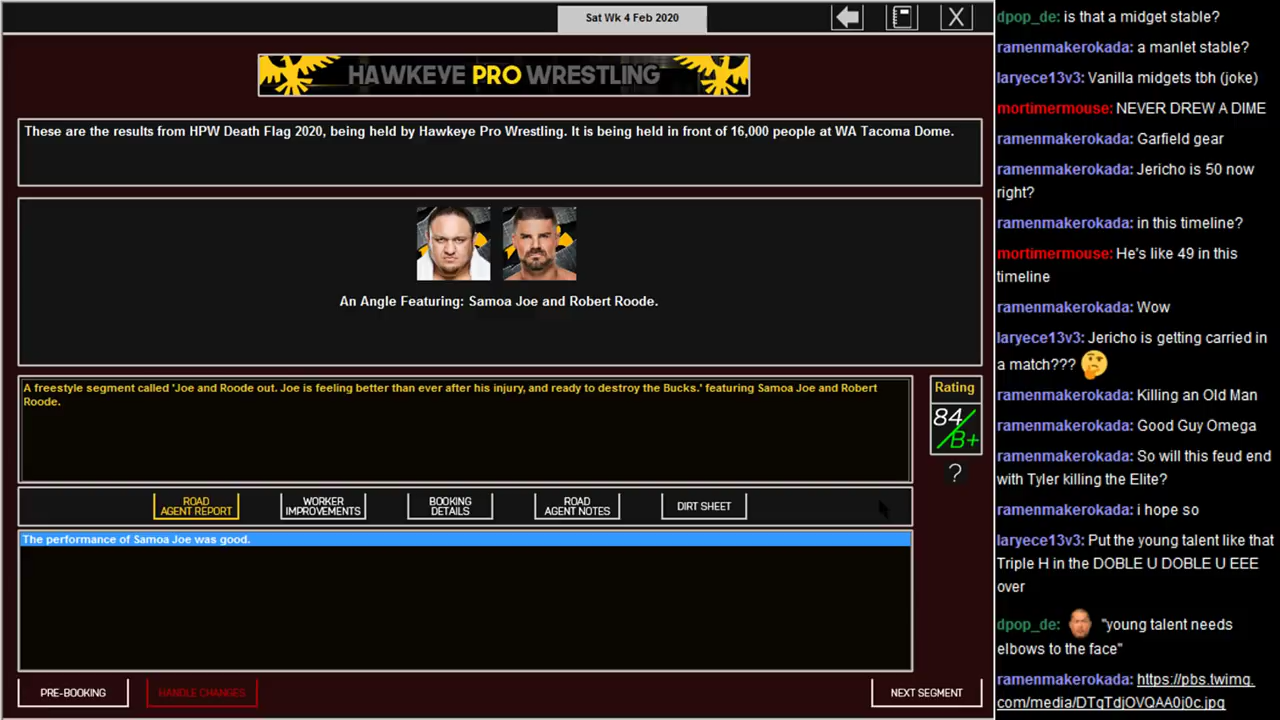 Sat Wk 4 Feb 2020
HAWKEYE PRO WRESTLING
These are the results from HPW Death Flag 2020, being held by Hawkeye Pro Wrestling. It is being held in front of 16,000 people at WA Tacoma Dome.
An Angle Featuring: Samoa Joe and Robert Roode.
A freestyle segment called 'Joe and Roode out. Joe is feeling better than ever after his injury, and ready to destroy the Bucks.' featuring Samoa Joe and Robert
Roode.
Rating
84/B+
?
ROAD
AGENT REPORT
WORKER
IMPROVEMENTS
BOOKING
DETAILS
ROAD
AGENT NOTES
DIRT SHEET
The performance of Samoa Joe was good.
PRE-BOOKING
HANDLE CHANGES
NEXT SEGMENT
dpop_de: is that a midget stable?
ramenmakerokada: a manlet stable?
laryece13v3: Vanilla midgets tbh (joke)
mortimermouse: NEVER DREW A DIME
ramenmakerokada: Garfield gear
ramenmakerokada: Jericho is 50 now
right?
ramenmakerokada: in this timeline?
mortimermouse: He's like 49 in this
timeline
ramenmakerokada: Wow
laryece13v3: Jericho is getting carried in
a match???
ramenmakerokada: Killing an Old Man
ramenmakerokada: Good Guy Omega
ramenmakerokada: So will this feud end
with Tyler killing the Elite?
ramenmakerokada: i hope so
laryece13v3: Put the young talent like that
Triple H in the DOBLE U DOBLE U EEE
over
dpop_de: "young talent needs
elbows to the face"
ramenmakerokada: https://pbs.twimg.
com/media/DTqTdjOVQAA0j0c.jpg